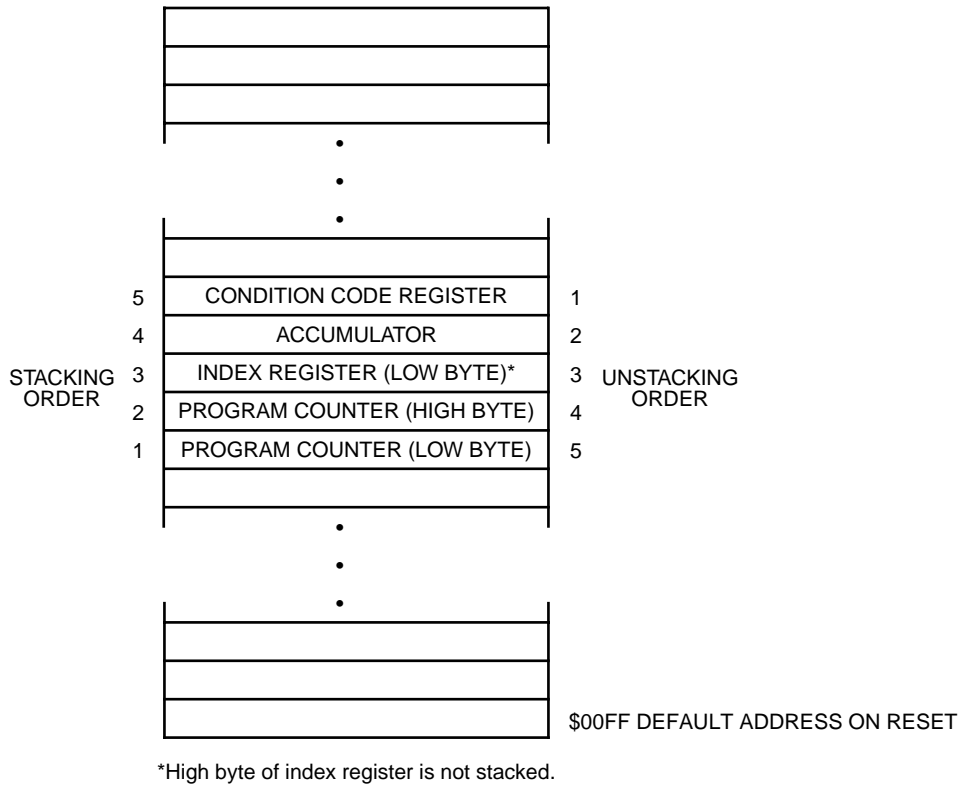 5 CONDITION CODE REGISTER 1
4 ACCUMULATOR 2
STACKING ORDER 3 INDEX REGISTER (LOW BYTE)* 3 UNSTACKING ORDER
2 PROGRAM COUNTER (HIGH BYTE) 4
1 PROGRAM COUNTER (LOW BYTE) 5
$00FF DEFAULT ADDRESS ON RESET
*High byte of index register is not stacked.